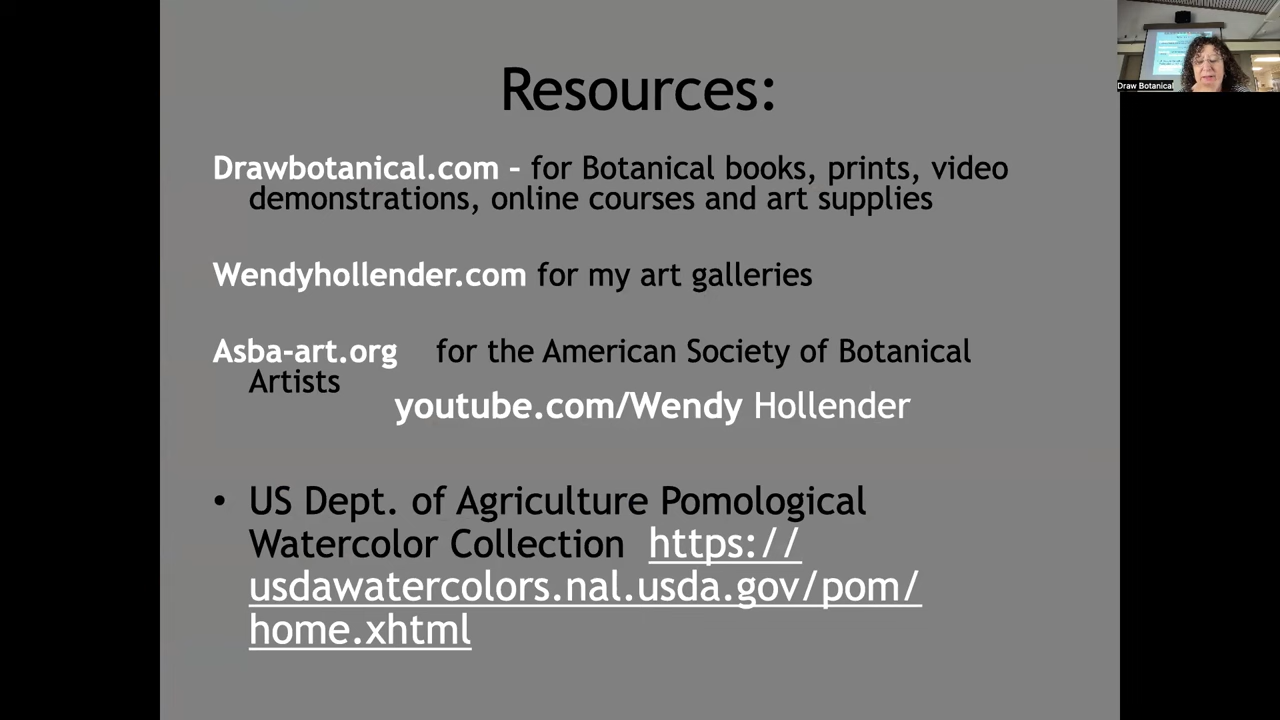 Resources:
Drawbotanical.com – for Botanical books, prints, video
demonstrations, online courses and art supplies
Wendyhollender.com for my art galleries
Asba-art.org for the American Society of Botanical
Artists
youtube.com/Wendy Hollender
• US Dept. of Agriculture Pomological
Watercolor Collection https://
usdawatercolors.nal.usda.gov/pom/
home.xhtml
Draw Botanical